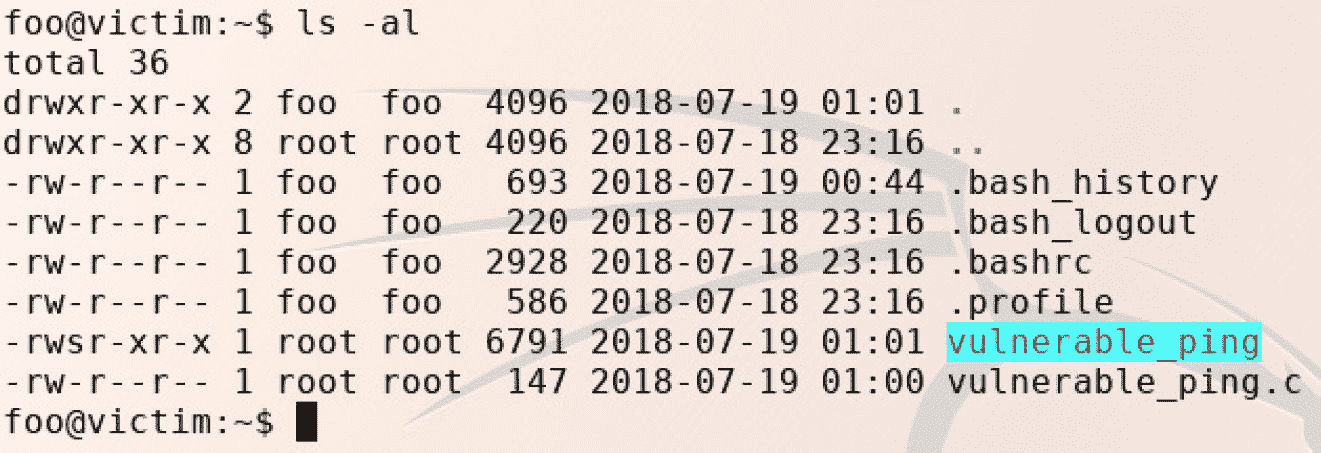 foo@victim:~$ ls -al
total 36
drwxr-xr-x 2 foo  foo  4096 2018-07-19 01:01 .
drwxr-xr-x 8 root root 4096 2018-07-18 23:16 ..
-rw-r--r-- 1 foo  foo   693 2018-07-19 00:44 .bash_history
-rw-r--r-- 1 foo  foo   220 2018-07-18 23:16 .bash_logout
-rw-r--r-- 1 foo  foo  2928 2018-07-18 23:16 .bashrc
-rw-r--r-- 1 foo  foo   586 2018-07-18 23:16 .profile
-rwsr-xr-x 1 root root 6791 2018-07-19 01:01 vulnerable_ping
-rw-r--r-- 1 root root  147 2018-07-19 01:00 vulnerable_ping.c
foo@victim:~$